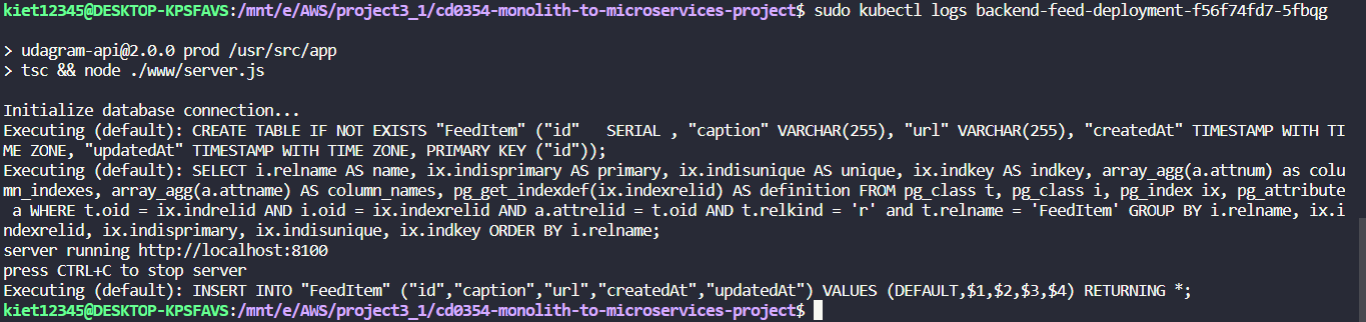 kiet12345@DESKTOP-KPSFAVS:/mnt/e/AWS/project3_1/cd0354-monolith-to-microservices-project$ sudo kubectl logs backend-feed-deployment-f56f74fd7-5fbqg
> udagram-api@2.0.0 prod /usr/src/app
> tsc && node ./www/server.js
Initialize database connection...
Executing (default): CREATE TABLE IF NOT EXISTS "FeedItem" ("id"   SERIAL , "caption" VARCHAR(255), "url" VARCHAR(255), "createdAt" TIMESTAMP WITH TI
ME ZONE, "updatedAt" TIMESTAMP WITH TIME ZONE, PRIMARY KEY ("id"));
Executing (default): SELECT i.relname AS name, ix.indisprimary AS primary, ix.indisunique AS unique, ix.indkey AS indkey, array_agg(a.attnum) as colu
mn_indexes, array_agg(a.attname) AS column_names, pg_get_indexdef(ix.indexrelid) AS definition FROM pg_class t, pg_class i, pg_index ix, pg_attribute
 a WHERE t.oid = ix.indrelid AND i.oid = ix.indexrelid AND a.attrelid = t.oid AND t.relkind = 'r' and t.relname = 'FeedItem' GROUP BY i.relname, ix.i
ndexrelid, ix.indisprimary, ix.indisunique, ix.indkey ORDER BY i.relname;
server running http://localhost:8100
press CTRL+C to stop server
Executing (default): INSERT INTO "FeedItem" ("id","caption","url","createdAt","updatedAt") VALUES (DEFAULT,$1,$2,$3,$4) RETURNING *;
kiet12345@DESKTOP-KPSFAVS:/mnt/e/AWS/project3_1/cd0354-monolith-to-microservices-project$